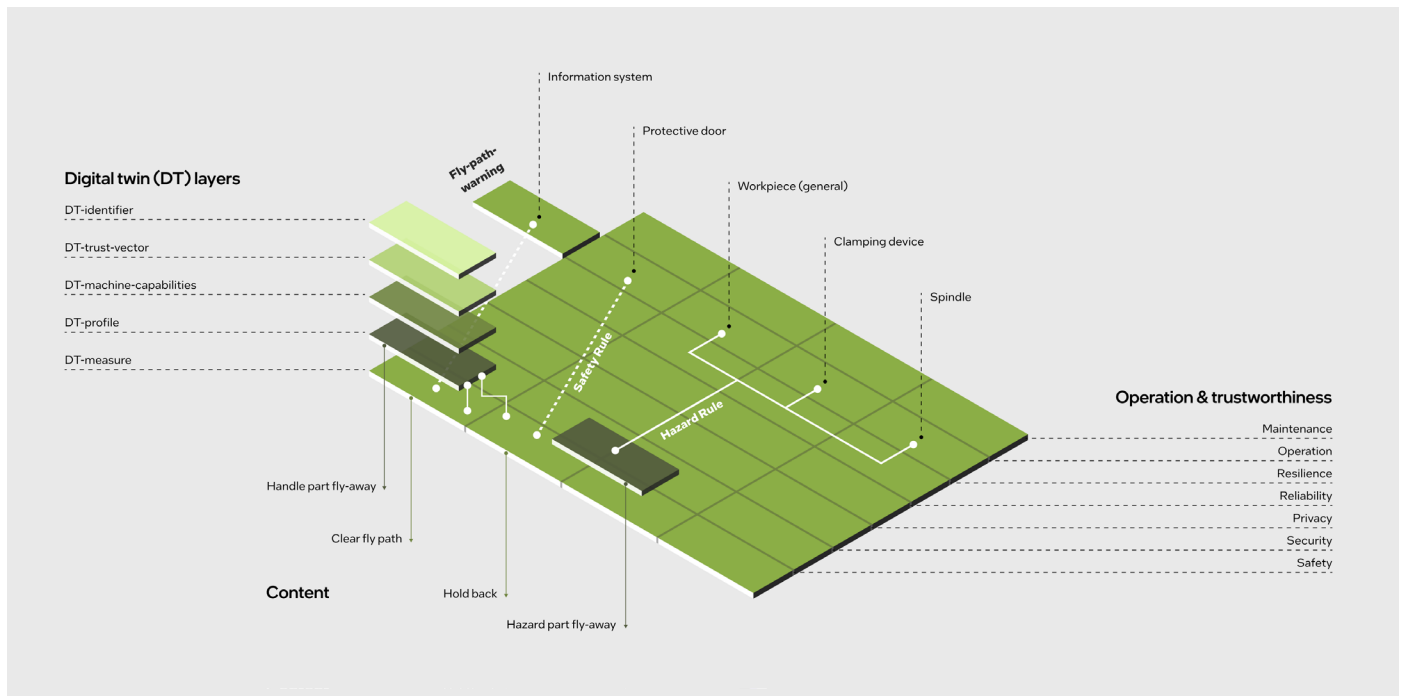 Information system
Protective door
Fly-path-
warning
Digital twin (DT) layers
Workpiece (general)
DT-identifier
Clamping device
DT-trust-vector
DT-machine-capabilities
Spindle
DT-profile
Safety Rule
DT-measure
Operation & trustworthiness
Hazard Rule
Maintenance
Operation
Resilience
Handle part fly-away
Reliability
Privacy
Clear fly path
Security
Safety
Content
Hold back
Hazard part fly-away